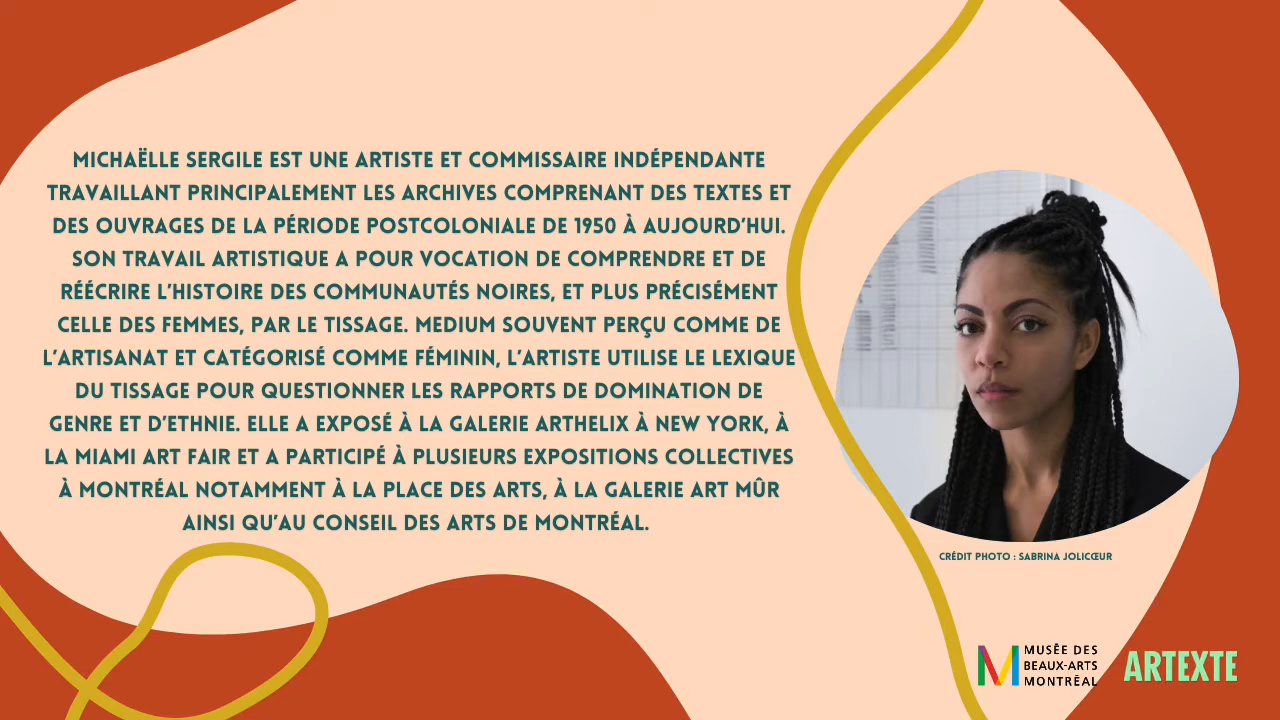 MICHAËLLE SERGILE EST UNE ARTISTE ET COMMISSAIRE INDÉPENDANTE
TRAVAILLANT PRINCIPALEMENT LES ARCHIVES COMPRENANT DES TEXTES ET
DES OUVRAGES DE LA PÉRIODE POSTCOLONIALE DE 1950 À AUJOURD'HUI.
SON TRAVAIL ARTISTIQUE A POUR VOCATION DE COMPRENDRE ET DE
RÉÉCRIRE L'HISTOIRE DES COMMUNAUTÉS NOIRES, ET PLUS PRÉCISÉMENT
CELLE DES FEMMES, PAR LE TISSAGE. MEDIUM SOUVENT PERÇU COMME DE
L'ARTISANAT ET CATÉGORISÉ COMME FÉMININ, L'ARTISTE UTILISE LE LEXIQUE
DU TISSAGE POUR QUESTIONNER LES RAPPORTS DE DOMINATION DE
GENRE ET D'ETHNIE. ELLE A EXPOSÉ À LA GALERIE ARTHELIX À NEW YORK, À
LA MIAMI ART FAIR ET A PARTICIPÉ À PLUSIEURS EXPOSITIONS COLLECTIVES
À MONTRÉAL NOTAMMENT À LA PLACE DES ARTS, À LA GALERIE ART MÛR
AINSI QU'AU CONSEIL DES ARTS DE MONTRÉAL.
CRÉDIT PHOTO : SABRINA JOLICŒUR
M MUSÉE DES
BEAUX-ARTS
MONTRÉAL
ARTEXTE